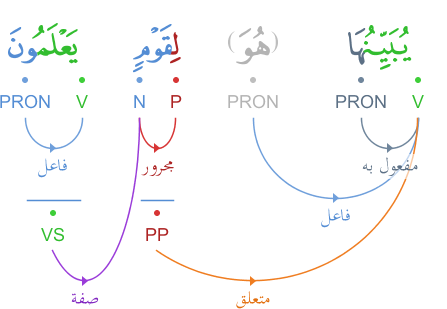 يُبَيِّنُهَا (هُوَ) لِقَوْمٍ يَعْلَمُونَ
PRON V N P PRON PRON V
فاعل مجرور مفعول به
فاعل
VS PP
صفة متعلق